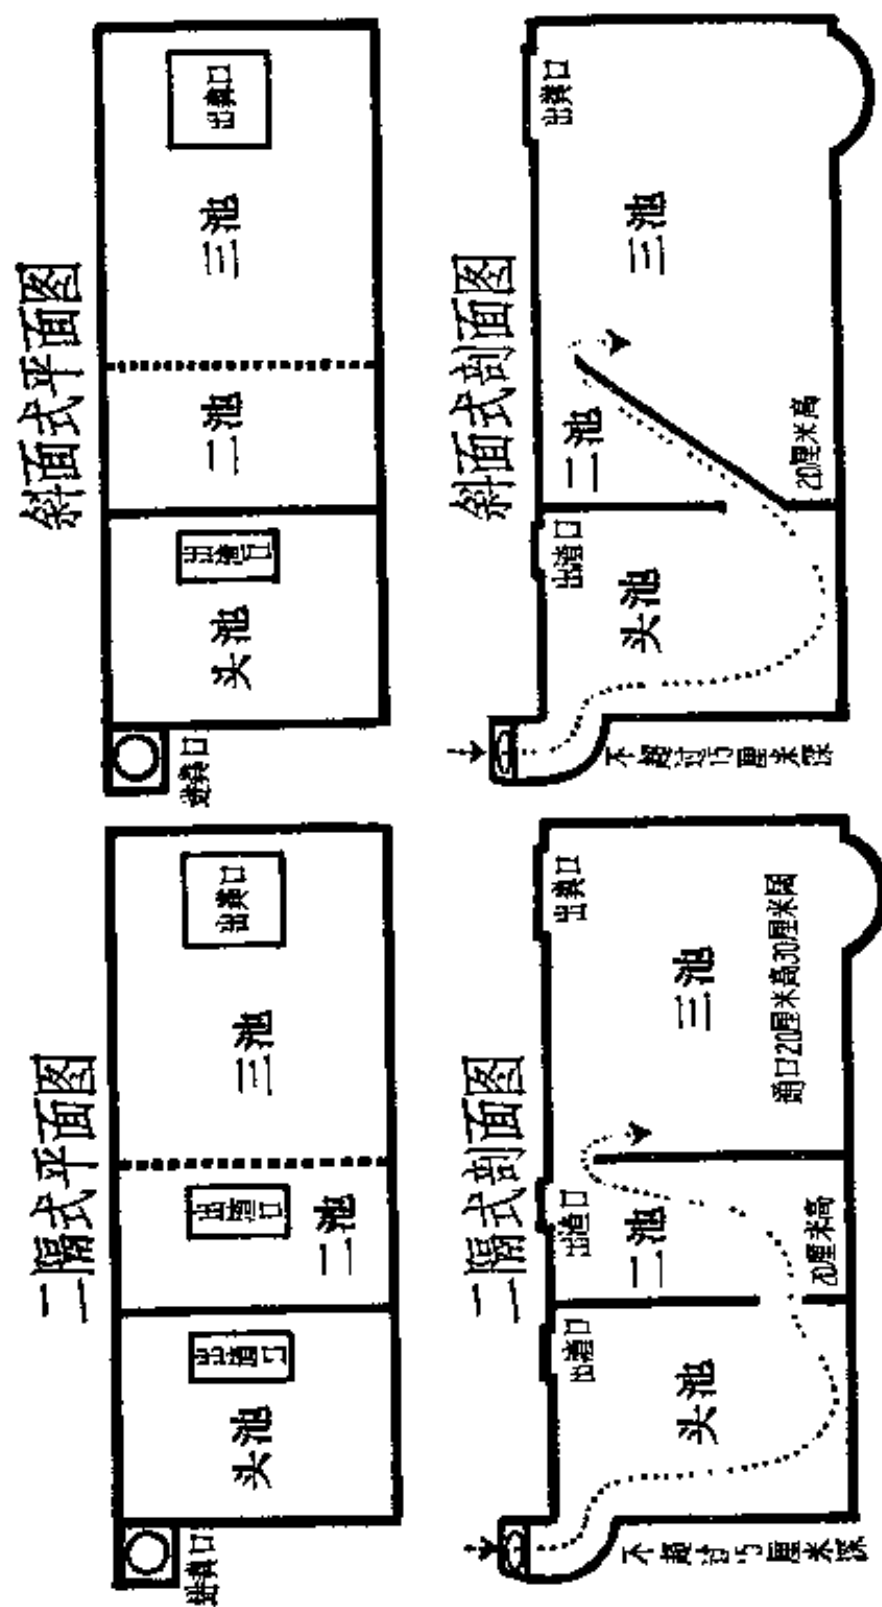 二隔式平面图
进粪口
头池
出渣口
二池
出渣口
三池
出粪口
斜面式平面图
进粪口
头池
出渣口
二池
三池
出粪口
二隔式剖面图
不超过15厘米深
头池
出渣口
二池
出渣口
20厘米高
三池
出粪口
通口20厘米高30厘米阔
斜面式剖面图
不超过15厘米深
头池
出渣口
二池
20厘米高
三池
出粪口